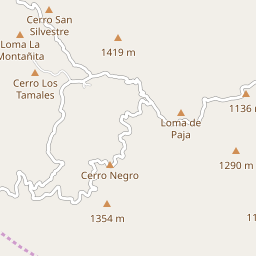 Cerro San
Silvestre
Loma La
Montañita
1419 m
Cerro Los
Tamales
1136 m
Loma de
Paja
1290 m
Cerro Negro
1354 m